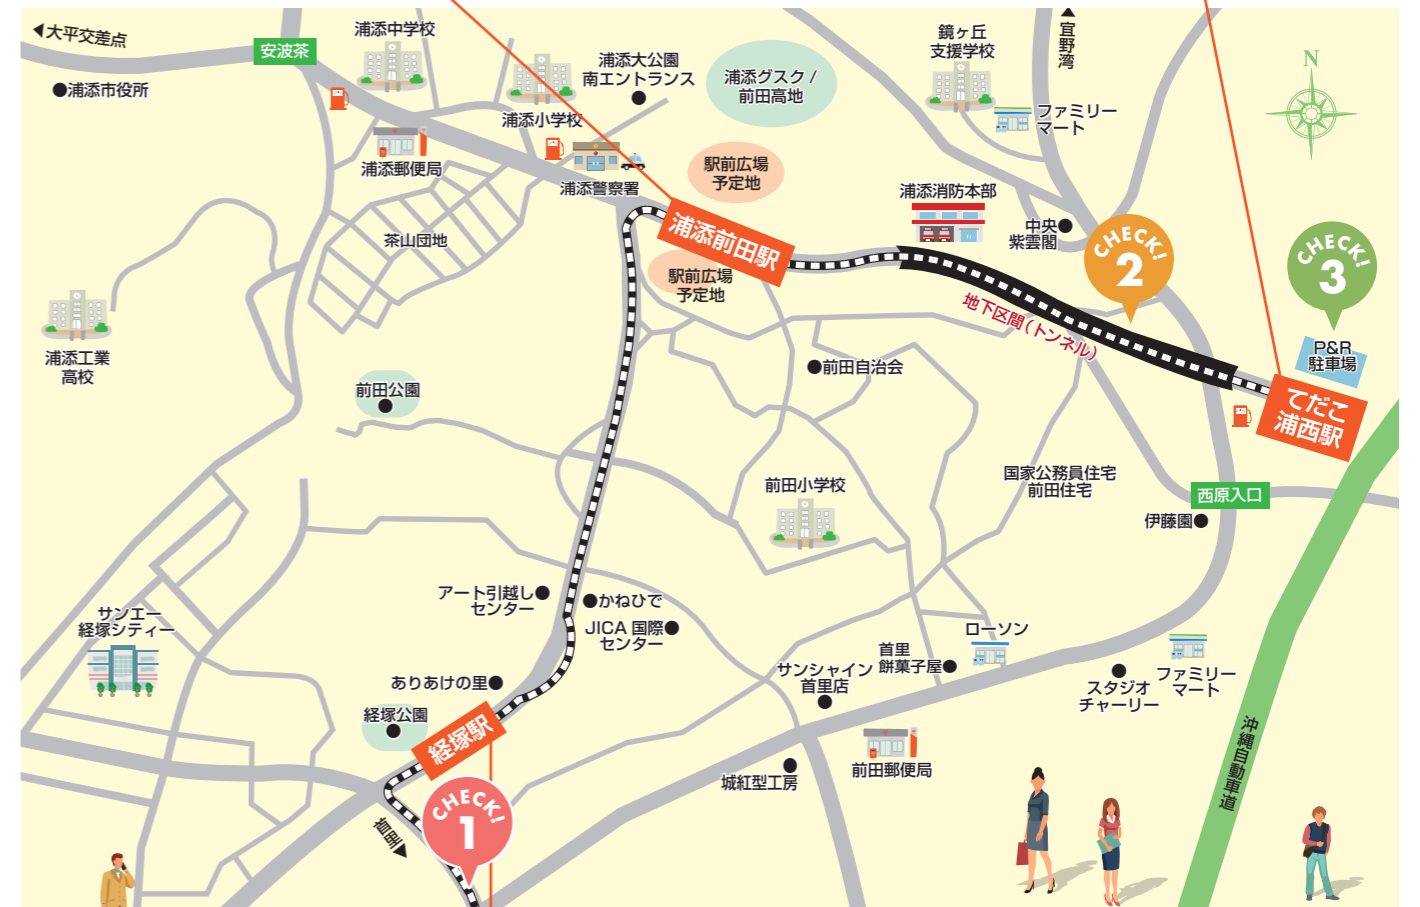 ◀大平交差点
安波茶
●浦添市役所
浦添中学校
浦添郵便局
浦添小学校
浦添大公園
南エントランス
浦添警察署
浦添グスク /
前田高地
駅前広場
予定地
浦添前田駅
駅前広場
予定地
鏡ヶ丘
支援学校
▲宜野湾
ファミリー
マート
浦添消防本部
中央
紫雲閣
N
CHECK!
2
CHECK!
3
P&R
駐車場
てだこ
浦西駅
地下区間(トンネル)
茶山団地
浦添工業
高校
前田公園
●前田自治会
前田小学校
国家公務員住宅
前田住宅
西原入口
伊藤園●
アート引越し
センター
●かねひで
JICA 国際
センター
サンエー
経塚シティー
ありあけの里●
経塚公園
経塚駅
首里▶
CHECK!
1
サンシャイン
首里店
首里
餅菓子屋●
ローソン
スタジオ
チャーリー
ファミリー
マート
城紅型工房
前田郵便局
沖縄自動車道